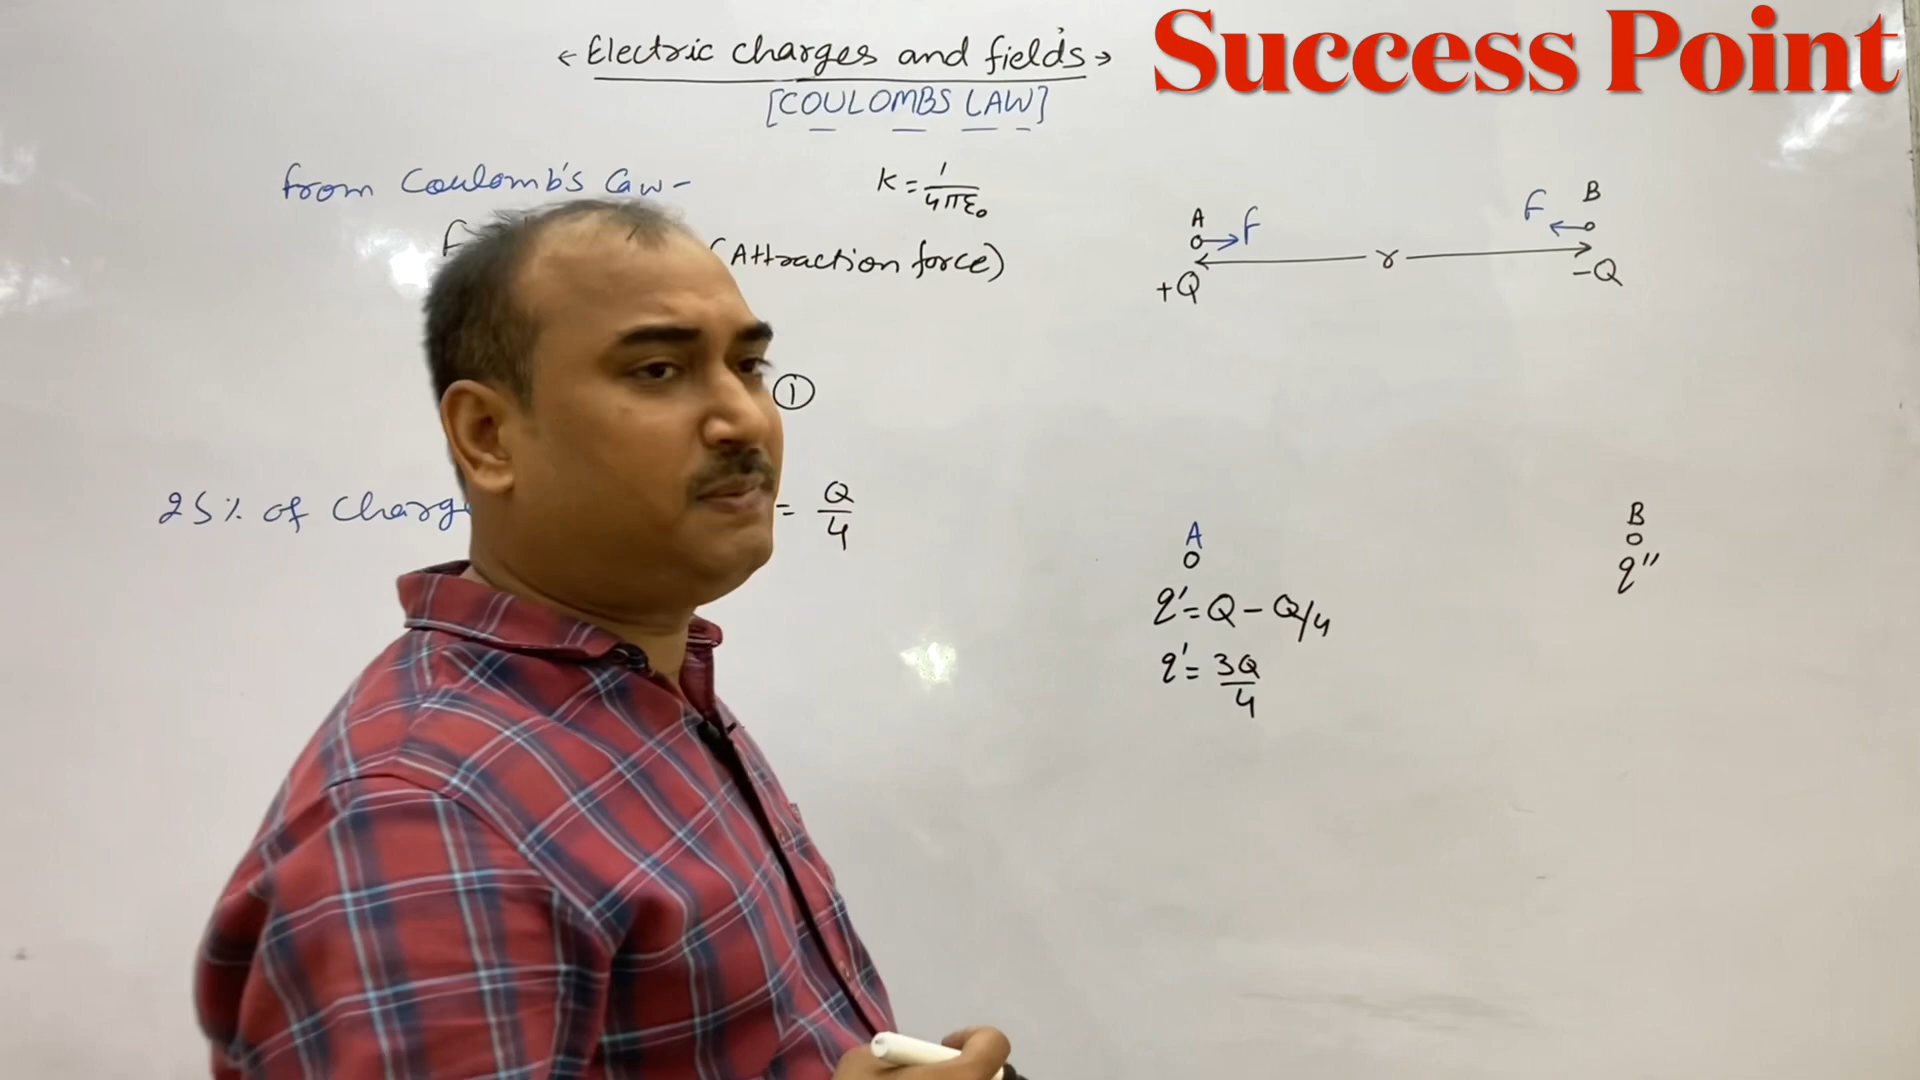 ← Electric charges and fields →
Success Point
[COULOMBS LAW]
from Coulomb's Law -
K = 1/4πε₀
F
(Attraction force)
A
F
F
B
r
+Q
-Q
①
25% of Charg
= Q/4
A
B
q''
q' = Q - Q/4
q' = 3Q/4